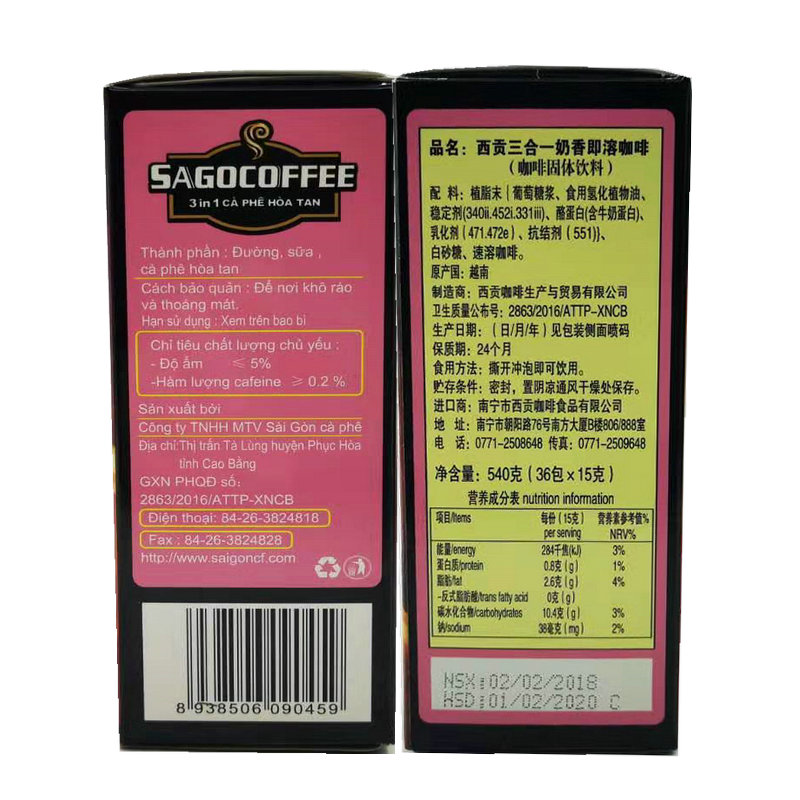 SAGOCOFFEE
3 in 1 CÀ PHÊ HÒA TAN
Thành phần : Đường, sữa ,
cà phê hòa tan
Cách bảo quản : Để nơi khô ráo
và thoáng mát.
Hạn sử dụng : Xem trên bao bì
Chỉ tiêu chất lượng chủ yếu :
- Độ ẩm ≤ 5%
-Hàm lượng cafeine ≥ 0.2 %
Sản xuất bởi
Công ty TNHH MTV Sài Gòn cà phê
Địa chỉ:Thị trấn Tà Lùng huyện Phục Hòa
tỉnh Cao Bằng
GXN PHQĐ số:
2863/2016/ATTP-XNCB
Điện thoại: 84-26-3824818
Fax : 84-26-3824828
http://www.saigoncf.com
8 938506 090459
品名：西贡三合一奶香即溶咖啡
（咖啡固体饮料）
配 料：植脂末｛葡萄糖浆、食用氢化植物油、
稳定剂(340ii.452i.331iii)、酪蛋白(含牛奶蛋白)、
乳化剂（471.472e）、抗结剂（551)}、
白砂糖、速溶咖啡。
原产国：越南
制造商：西贡咖啡生产与贸易有限公司
卫生质量公布号：2863/2016/ATTP-XNCB
生产日期：（日/月/年）见包装侧面喷码
保质期：24个月
食用方法：撕开冲泡即可饮用。
贮存条件：密封，置阴凉通风干燥处保存。
进口商：南宁市西贡咖啡食品有限公司
地 址：南宁市朝阳路76号南方大厦B楼806/888室
电 话：0771-2508648 传真：0771-2509648
净含量：540克（36包 x 15克）
营养成分表 nutrition information
项目/Items 每份（15克） 营养素参考值%
per serving NRV%
能量/energy 284千焦(kJ) 3%
蛋白质/protein 0.8克(g) 1%
脂肪/fat 2.6克(g) 4%
-反式脂肪酸/trans fatty acid 0克(g)
碳水化合物/carbohydrates 10.4克(g) 3%
钠/sodium 38毫克(mg) 2%
NSX:02/02/2018
HSD:01/02/2020 C